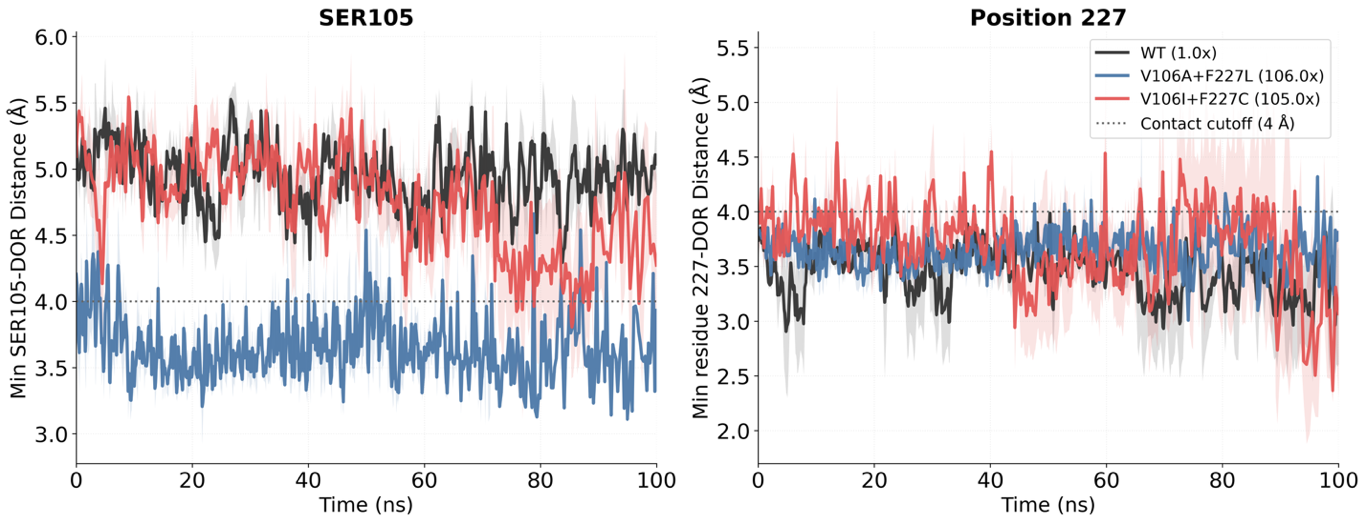 SER105
6.0
5.5
5.0
4.5
4.0
3.5
3.0
Min SER105-DOR Distance (Å)
0
20
40
60
80
100
Time (ns)
Position 227
5.5
5.0
4.5
4.0
3.5
3.0
2.5
2.0
Min residue 227-DOR Distance (Å)
0
20
40
60
80
100
Time (ns)
WT (1.0x)
V106A+F227L (106.0x)
V106I+F227C (105.0x)
Contact cutoff (4 Å)